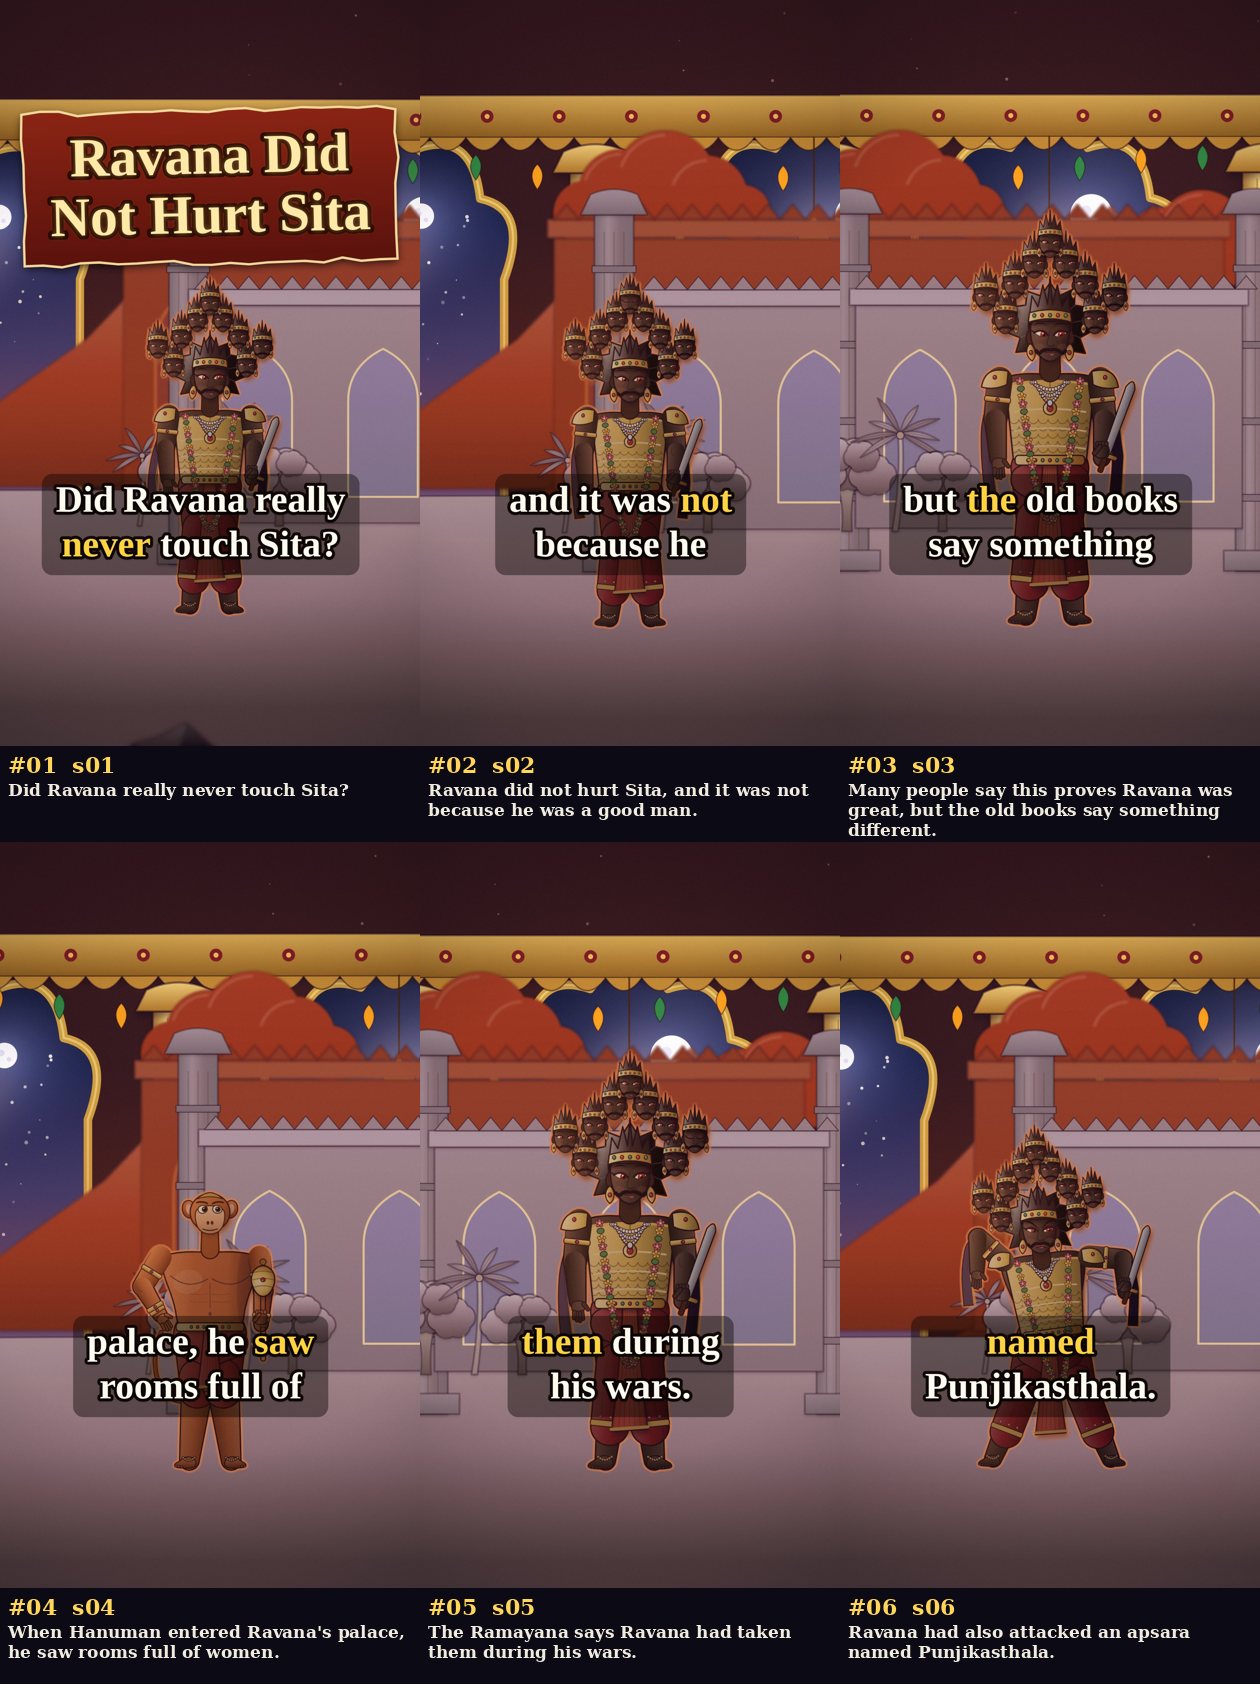 Ravana Did
Not Hurt Sita
Did Ravana really
never touch Sita?
#01 s01
Did Ravana really never touch Sita?
and it was not
because he
#02 s02
Ravana did not hurt Sita, and it was not
because he was a good man.
but the old books
say something
#03 s03
Many people say this proves Ravana was
great, but the old books say something
different.
palace, he saw
rooms full of
#04 s04
When Hanuman entered Ravana's palace,
he saw rooms full of women.
them during
his wars.
#05 s05
The Ramayana says Ravana had taken
them during his wars.
named
Punjikasthala.
#06 s06
Ravana had also attacked an apsara
named Punjikasthala.